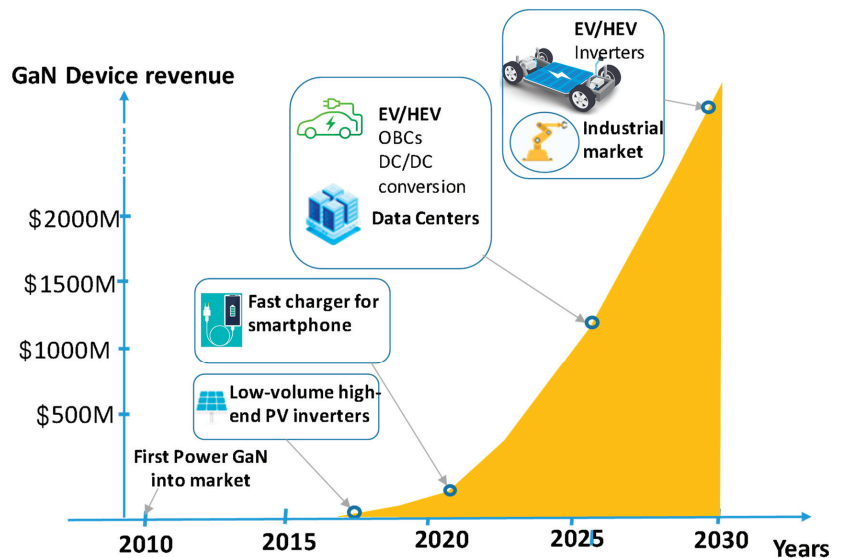 GaN Device revenue
$2000M
$1500M
$1000M
$500M
EV/HEV
Inverters
Industrial
market
EV/HEV
OBCs
DC/DC
conversion
Data Centers
Fast charger for
smartphone
Low-volume high-
end PV inverters
First Power GaN
into market
2010
2015
2020
2025
2030
Years